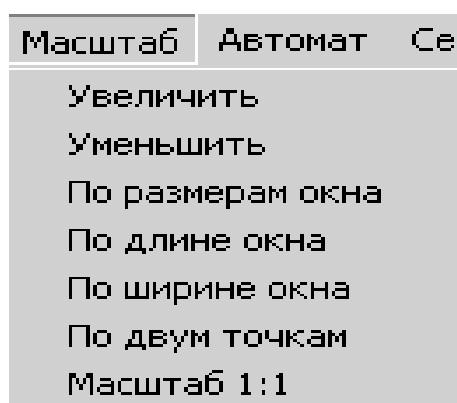 Масштаб Автомат Се
Увеличить
Уменьшить
По размерам окна
По длине окна
По ширине окна
По двум точкам
Масштаб 1:1